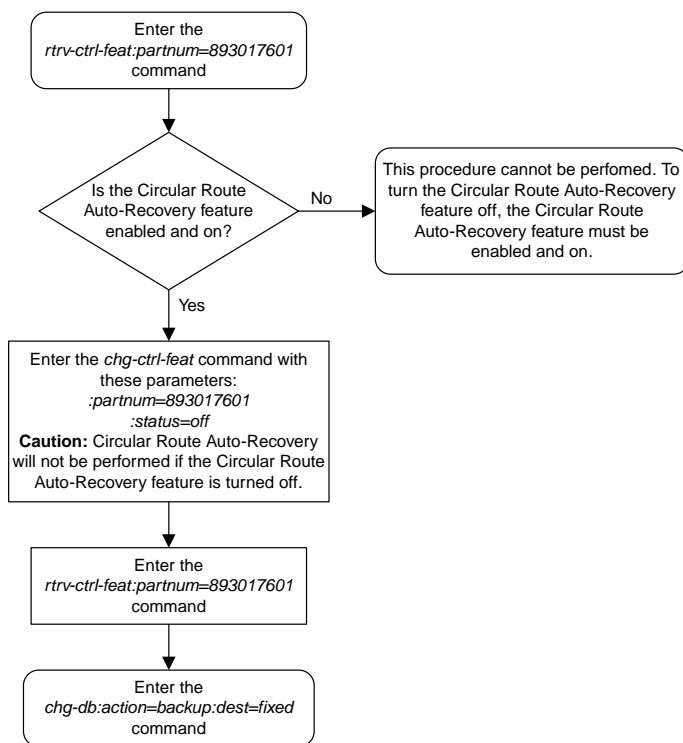 Enter the
rtrv-ctrl-feat:partnum=893017601
command
Is the Circular Route
Auto-Recovery feature
enabled and on?
No
This procedure cannot be perfomed. To
turn the Circular Route Auto-Recovery
feature off, the Circular Route
Auto-Recovery feature must be
enabled and on.
Yes
Enter the chg-ctrl-feat command with
these parameters:
:partnum=893017601
:status=off
Caution: Circular Route Auto-Recovery
will not be performed if the Circular Route
Auto-Recovery feature is turned off.
Enter the
rtrv-ctrl-feat:partnum=893017601
command
Enter the
chg-db:action=backup:dest=fixed
command